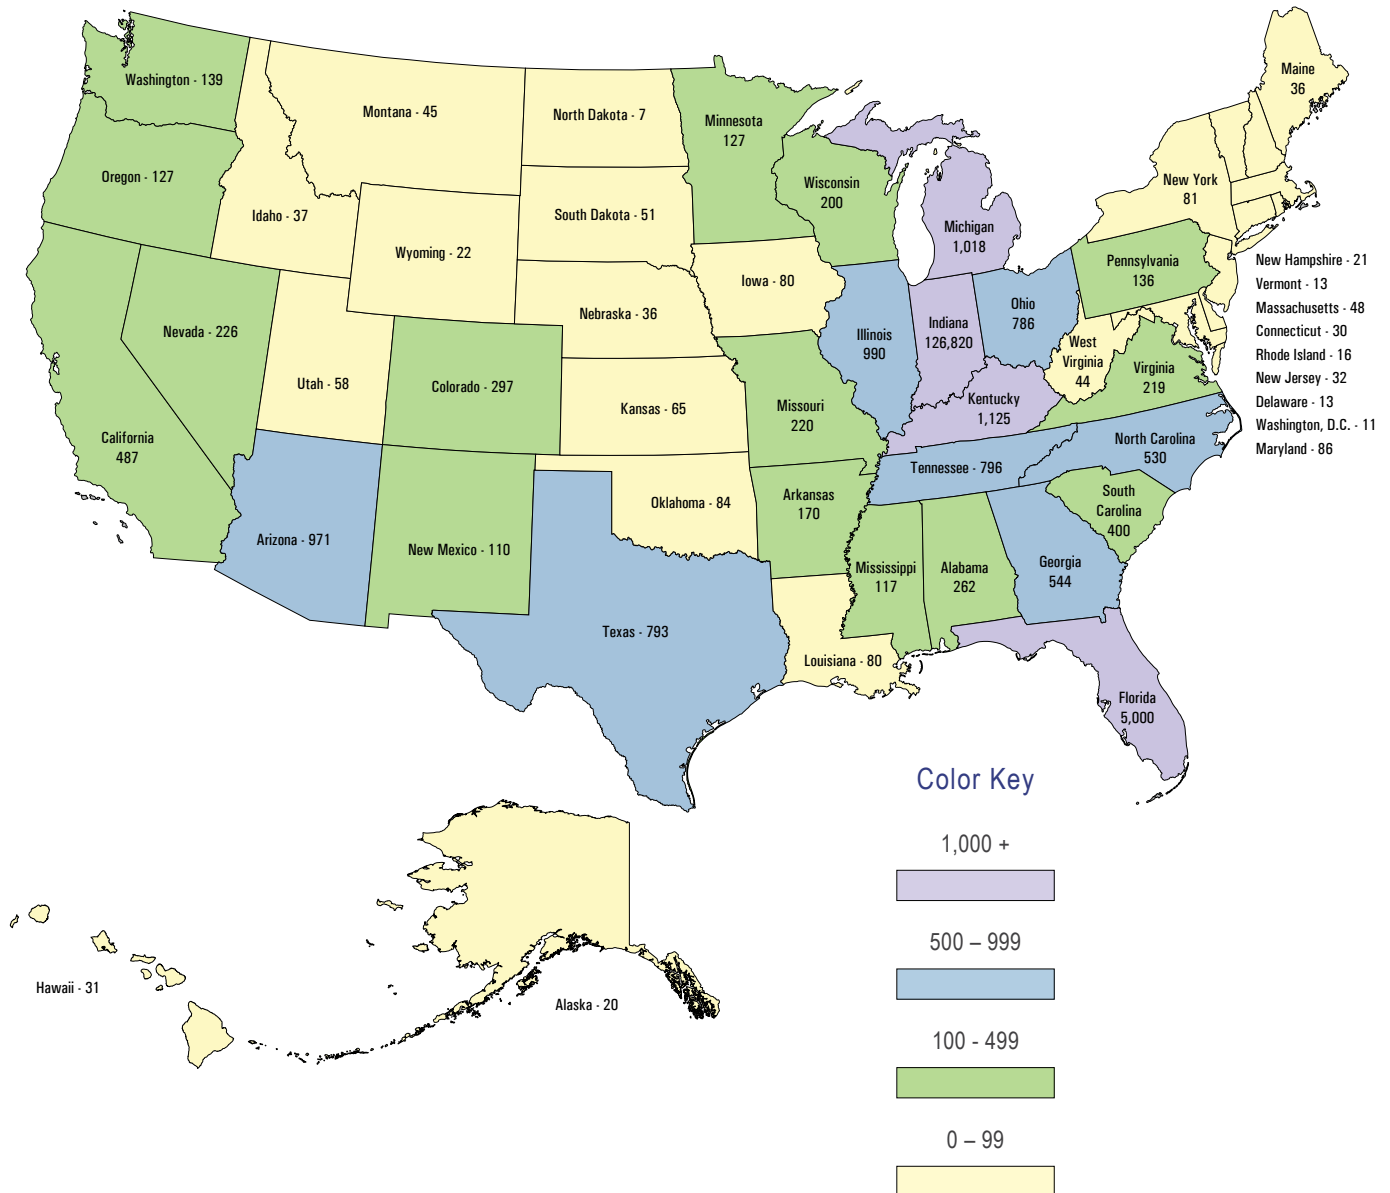 Washington - 139
Oregon - 127
California
487
Nevada - 226
Idaho - 37
Montana - 45
Wyoming - 22
Utah - 58
Colorado - 297
Arizona - 971
New Mexico - 110
North Dakota - 7
South Dakota - 51
Nebraska - 36
Kansas - 65
Oklahoma - 84
Texas - 793
Minnesota
127
Iowa - 80
Missouri
220
Arkansas
170
Louisiana - 80
Wisconsin
200
Illinois
990
Michigan
1,018
Indiana
126,820
Ohio
786
Kentucky
1,125
Tennessee - 796
Mississippi
117
Alabama
262
Georgia
544
Florida
5,000
South
Carolina
400
North Carolina
530
Virginia
219
West
Virginia
44
Pennsylvania
136
New York
81
Maine
36
New Hampshire - 21
Vermont - 13
Massachusetts - 48
Connecticut - 30
Rhode Island - 16
New Jersey - 32
Delaware - 13
Washington, D.C. - 11
Maryland - 86
Hawaii - 31
Alaska - 20
Color Key
1,000 +
500 – 999
100 - 499
0 – 99